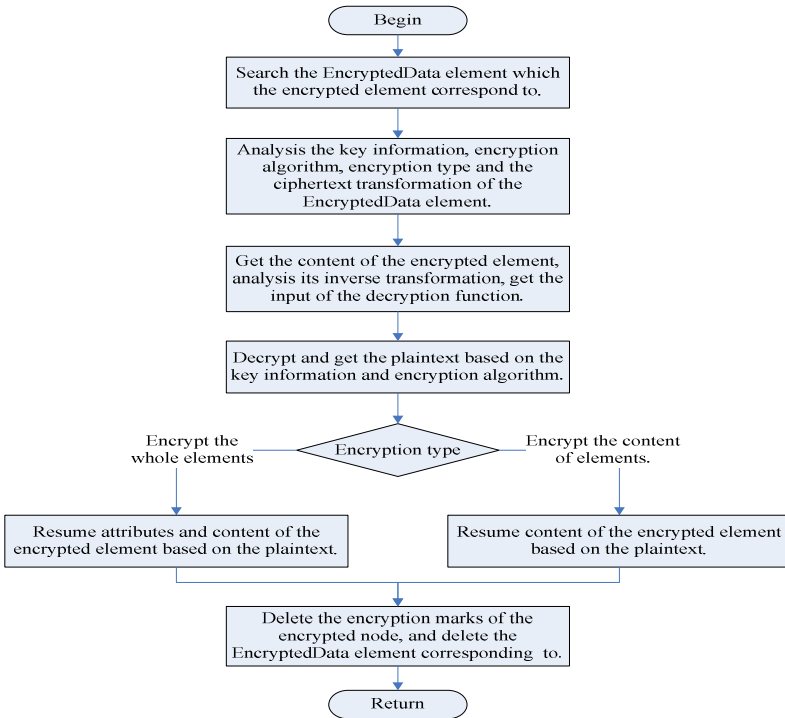 Begin
Search the EncryptedData element which
the encrypted element correspond to.
Analysis the key information, encryption
algorithm, encryption type and the
ciphertext transformation of the
EncryptedData element.
Get the content of the encrypted element,
analysis its inverse transformation, get the
input of the decryption function.
Decrypt and get the plaintext based on the
key information and encryption algorithm.
Encryption type
Encrypt the
whole elements
Encrypt the content
of elements.
Resume attributes and content of the
encrypted element based on the plaintext.
Resume content of the encrypted element
based on the plaintext.
Delete the encryption marks of the
encrypted node, and delete the
EncryptedData element corresponding to.
Return